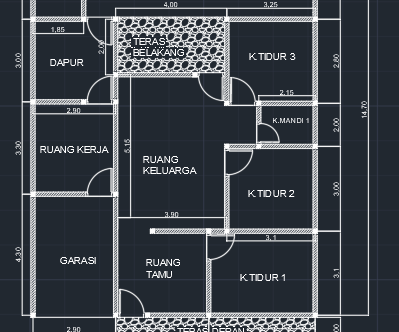 4,00
3,25
1,85
2,00
TERAS
BELAKANG
K.TIDUR 3
DAPUR
3,00
2,80
2,15
2,90
K.MANDI 1
2,00
14,70
RUANG KERJA
3,30
5,15
RUANG
KELUARGA
K.TIDUR 2
3,00
3,90
3, 1
GARASI
RUANG
TAMU
K.TIDUR 1
4,30
3,1
2,90
TERAS DEPAN